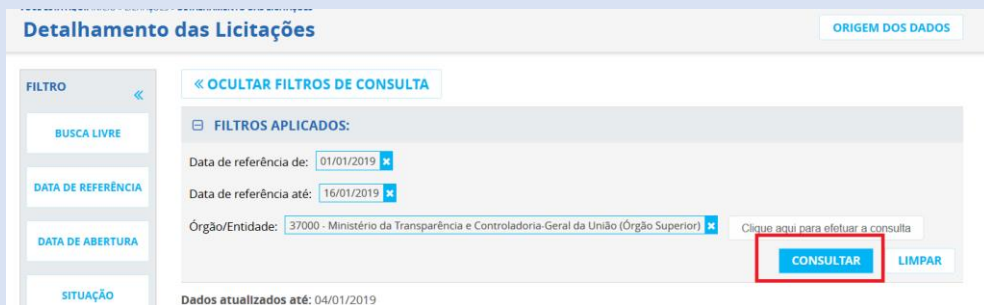 Detalhamento das Licitações
ORIGEM DOS DADOS
FILTRO «
BUSCA LIVRE
DATA DE REFERÊNCIA
DATA DE ABERTURA
SITUAÇÃO
« OCULTAR FILTROS DE CONSULTA
FILTROS APLICADOS:
Data de referência de: 01/01/2019 x
Data de referência até: 16/01/2019 x
Órgão/Entidade: 37000 - Ministério da Transparência e Controladoria-Geral da União (Órgão Superior) x
Clique aqui para efetuar a consulta
CONSULTAR LIMPAR
Dados atualizados até: 04/01/2019